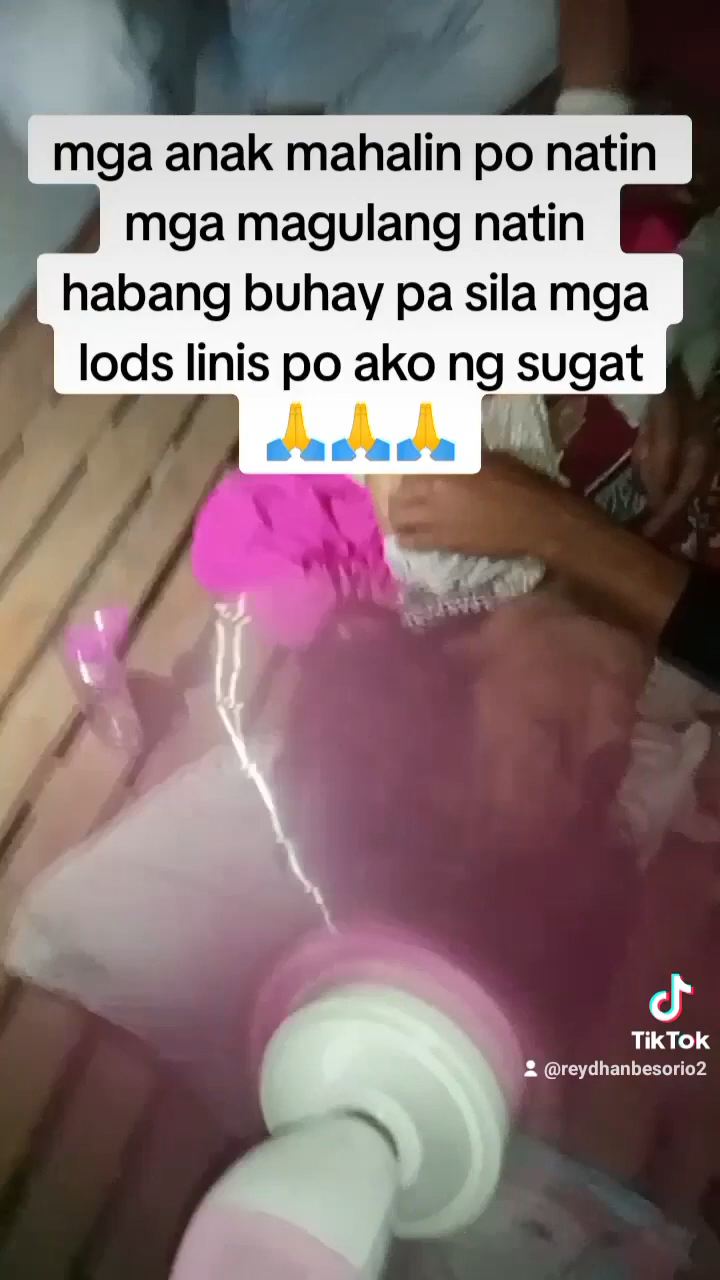 mga anak mahalin po natin
mga magulang natin
habang buhay pa sila mga
lods linis po ako ng sugat
🙏🙏🙏
TikTok
@reydhanbesorio2